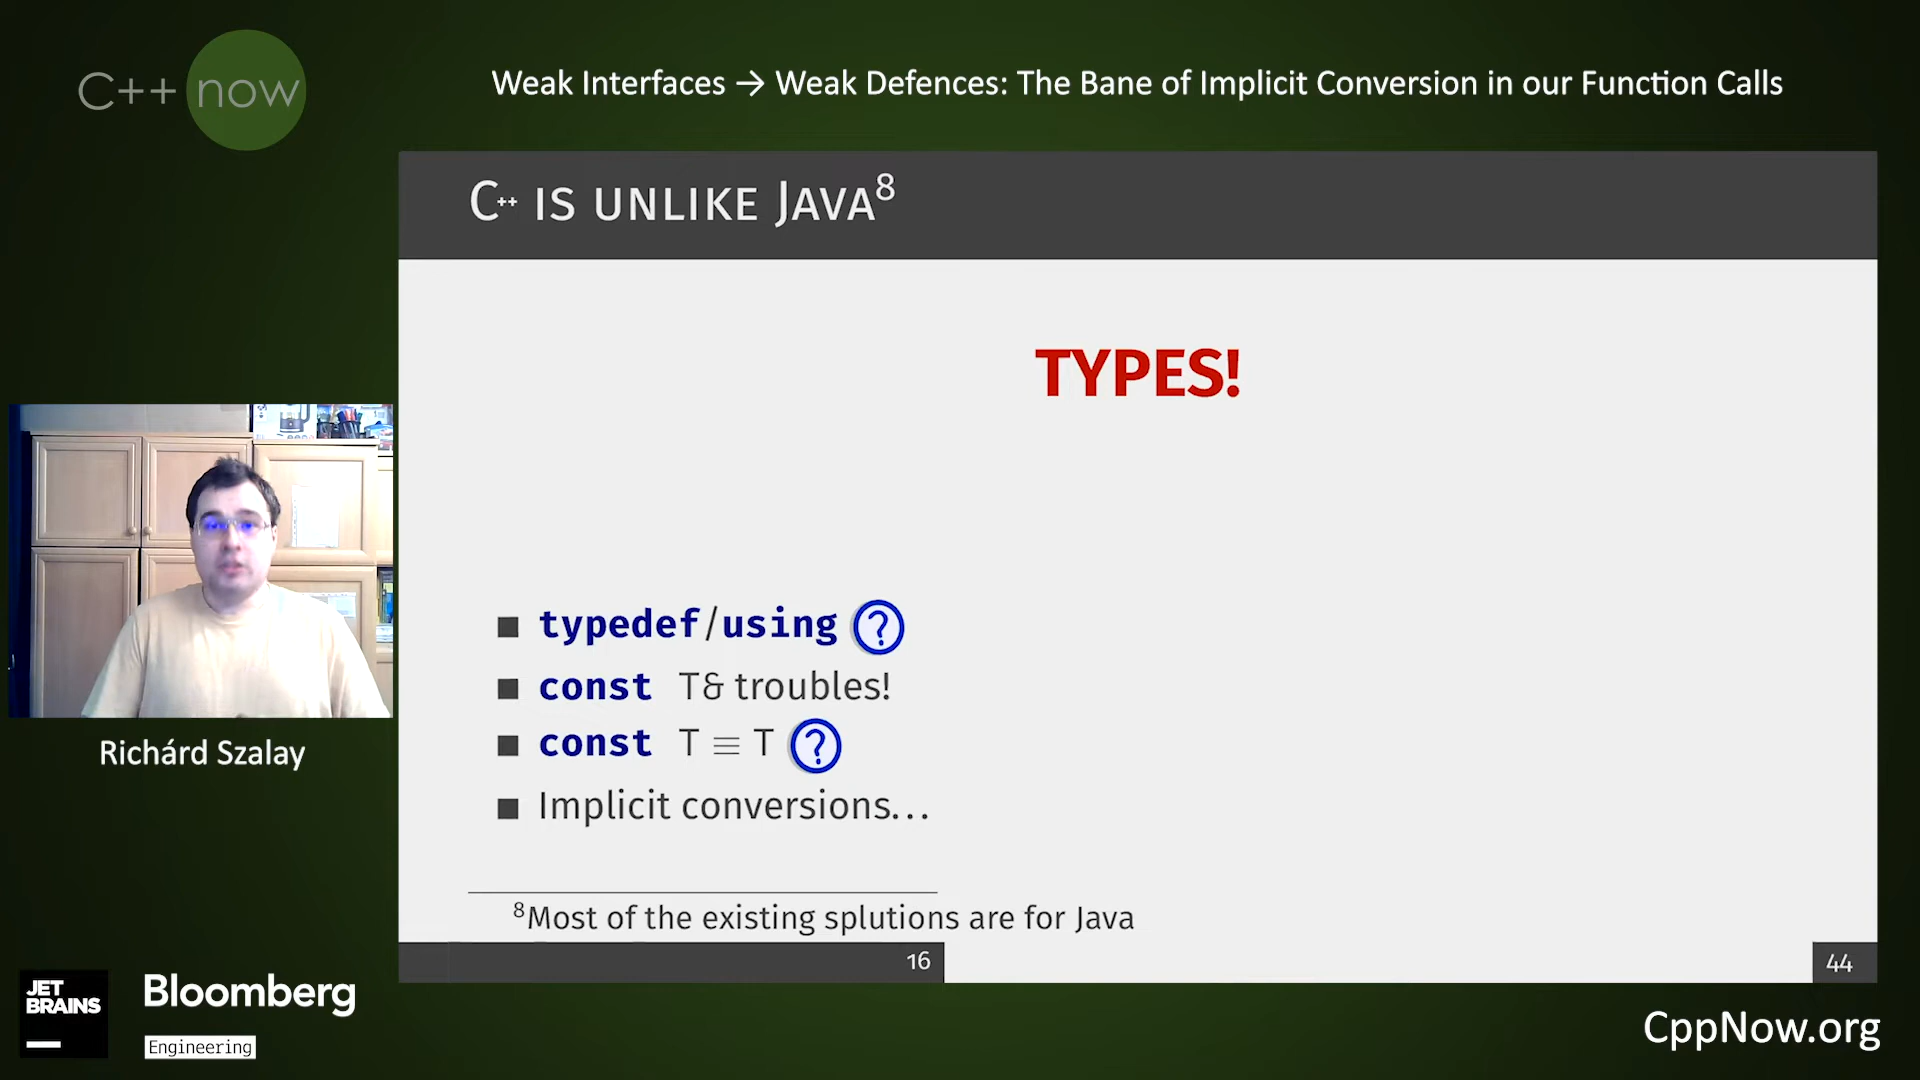 C++ now
Weak Interfaces → Weak Defences: The Bane of Implicit Conversion in our Function Calls
C++ IS UNLIKE JAVA⁸
TYPES!
■ typedef/using ?
■ const T& troubles!
■ const T ≡ T ?
■ Implicit conversions...
⁸Most of the existing splutions are for Java
16
44
Richárd Szalay
JET
BRAINS
Bloomberg
Engineering
CppNow.org